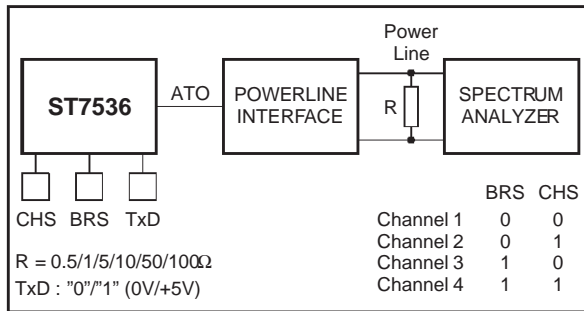 Power
Line
ST7536
ATO
POWERLINE
INTERFACE
R
SPECTRUM
ANALYZER
CHS BRS TxD
BRS CHS
Channel 1 0 0
Channel 2 0 1
Channel 3 1 0
Channel 4 1 1
R = 0.5/1/5/10/50/100Ω
TxD : "0"/"1" (0V/+5V)